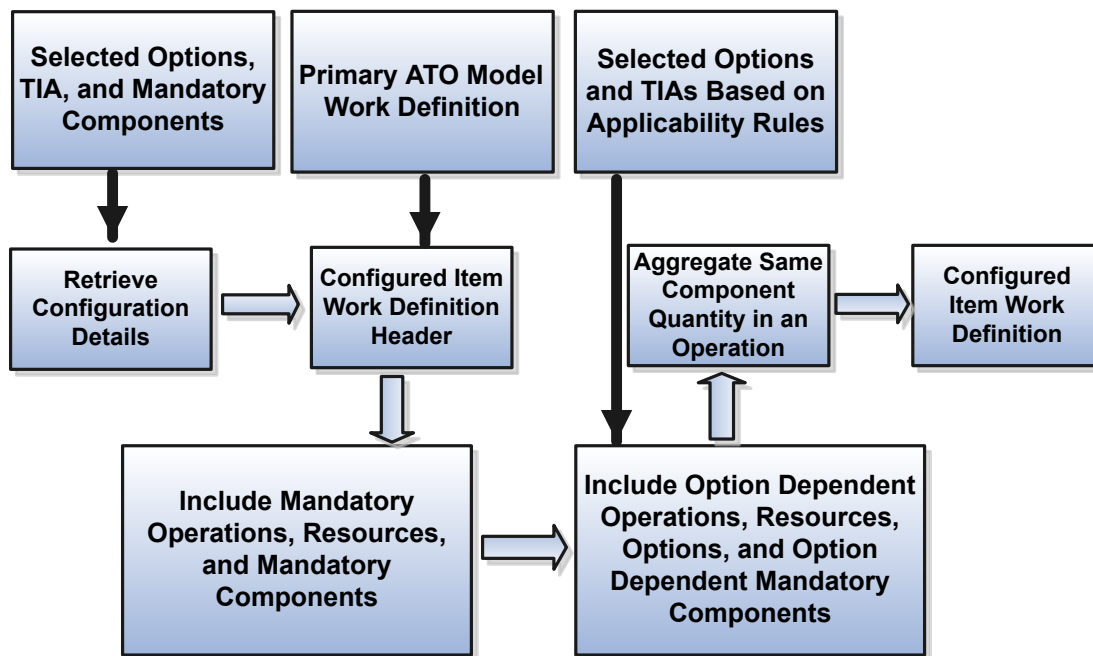 Selected Options,
TIA, and Mandatory
Components
Primary ATO Model
Work Definition
Selected Options
and TIAs Based on
Applicability Rules
Retrieve
Configuration
Details
Configured Item
Work Definition
Header
Aggregate Same
Component
Quantity in an
Operation
Configured
Item Work
Definition
Include Mandatory
Operations, Resources,
and Mandatory
Components
Include Option Dependent
Operations, Resources,
Options, and Option
Dependent Mandatory
Components